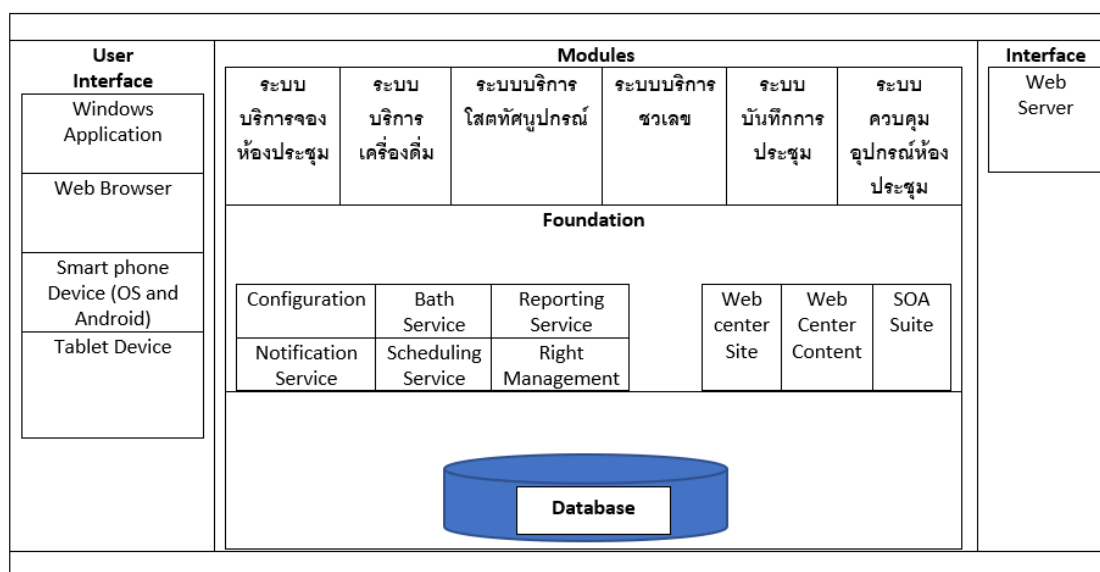 User
Interface
Windows
Application
Web Browser
Smart phone
Device (OS and
Android)
Tablet Device
Modules
ระบบ
บริการจอง
ห้องประชุม
ระบบ
บริการ
เครื่องดื่ม
ระบบบริการ
โสตทัศนูปกรณ์
ระบบบริการ
ชวเลข
ระบบ
บันทึกการ
ประชุม
ระบบ
ควบคุม
อุปกรณ์ห้อง
ประชุม
Foundation
Configuration
Bath
Service
Reporting
Service
Notification
Service
Scheduling
Service
Right
Management
Web
center
Site
Web
Center
Content
SOA
Suite
Database
Interface
Web
Server